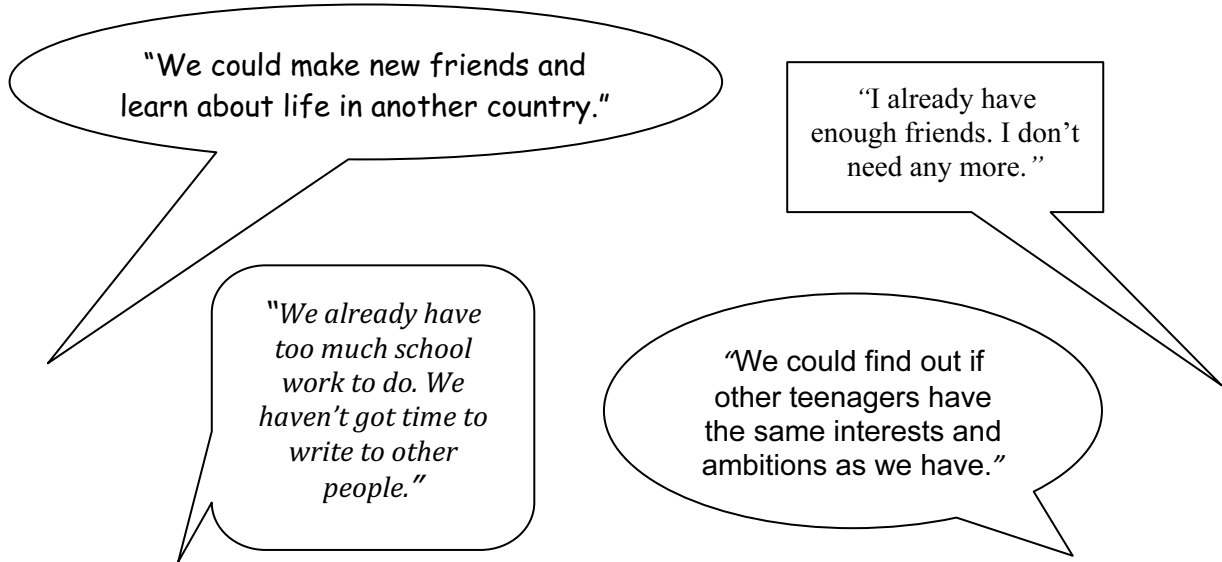 “We could make new friends and
learn about life in another country.”
“I already have
enough friends. I don’t
need any more.”
“We already have
too much school
work to do. We
haven’t got time to
write to other
people.”
“We could find out if
other teenagers have
the same interests and
ambitions as we have.”